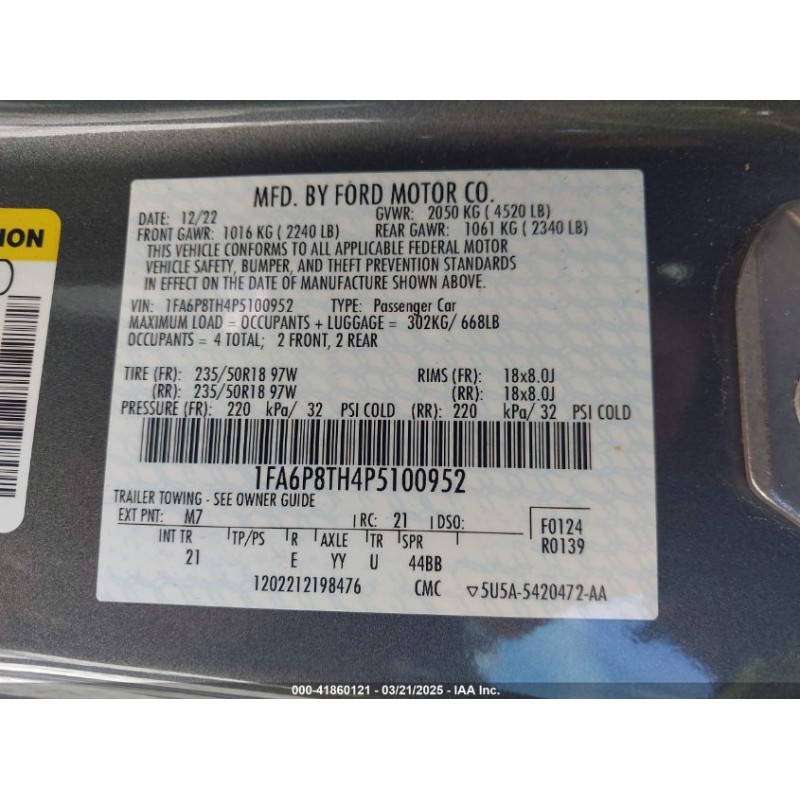 MFD. BY FORD MOTOR CO.
DATE: 12/22 GVWR: 2050 KG ( 4520 LB)
FRONT GAWR: 1016 KG ( 2240 LB) REAR GAWR: 1061 KG ( 2340 LB)
THIS VEHICLE CONFORMS TO ALL APPLICABLE FEDERAL MOTOR
VEHICLE SAFETY, BUMPER, AND THEFT PREVENTION STANDARDS
IN EFFECT ON THE DATE OF MANUFACTURE SHOWN ABOVE.
VIN: 1FA6P8TH4P5100952 TYPE: Passenger Car
MAXIMUM LOAD = OCCUPANTS + LUGGAGE = 302KG/ 668LB
OCCUPANTS = 4 TOTAL; 2 FRONT, 2 REAR
TIRE (FR): 235/50R18 97W RIMS (FR): 18x8.0J
(RR): 235/50R18 97W (RR): 18x8.0J
PRESSURE (FR): 220 kPa/ 32 PSI COLD (RR): 220 kPa/ 32 PSI COLD
1FA6P8TH4P5100952
TRAILER TOWING - SEE OWNER GUIDE
EXT PNT: M7 RC: 21 DSO: F0124
INT TR TP/PS R AXLE TR SPR R0139
21 E YY U 44BB
1202212198476 CMC ▽5U5A-5420472-AA
ION
000-41860121 - 03/21/2025 - IAA Inc.